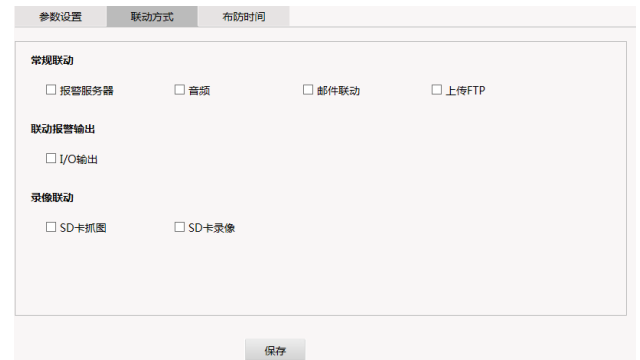 参数设置 联动方式 布防时间
常规联动
报警服务器 音频 邮件联动 上传FTP
联动报警输出
I/O输出
录像联动
SD卡抓图 SD卡录像
保存